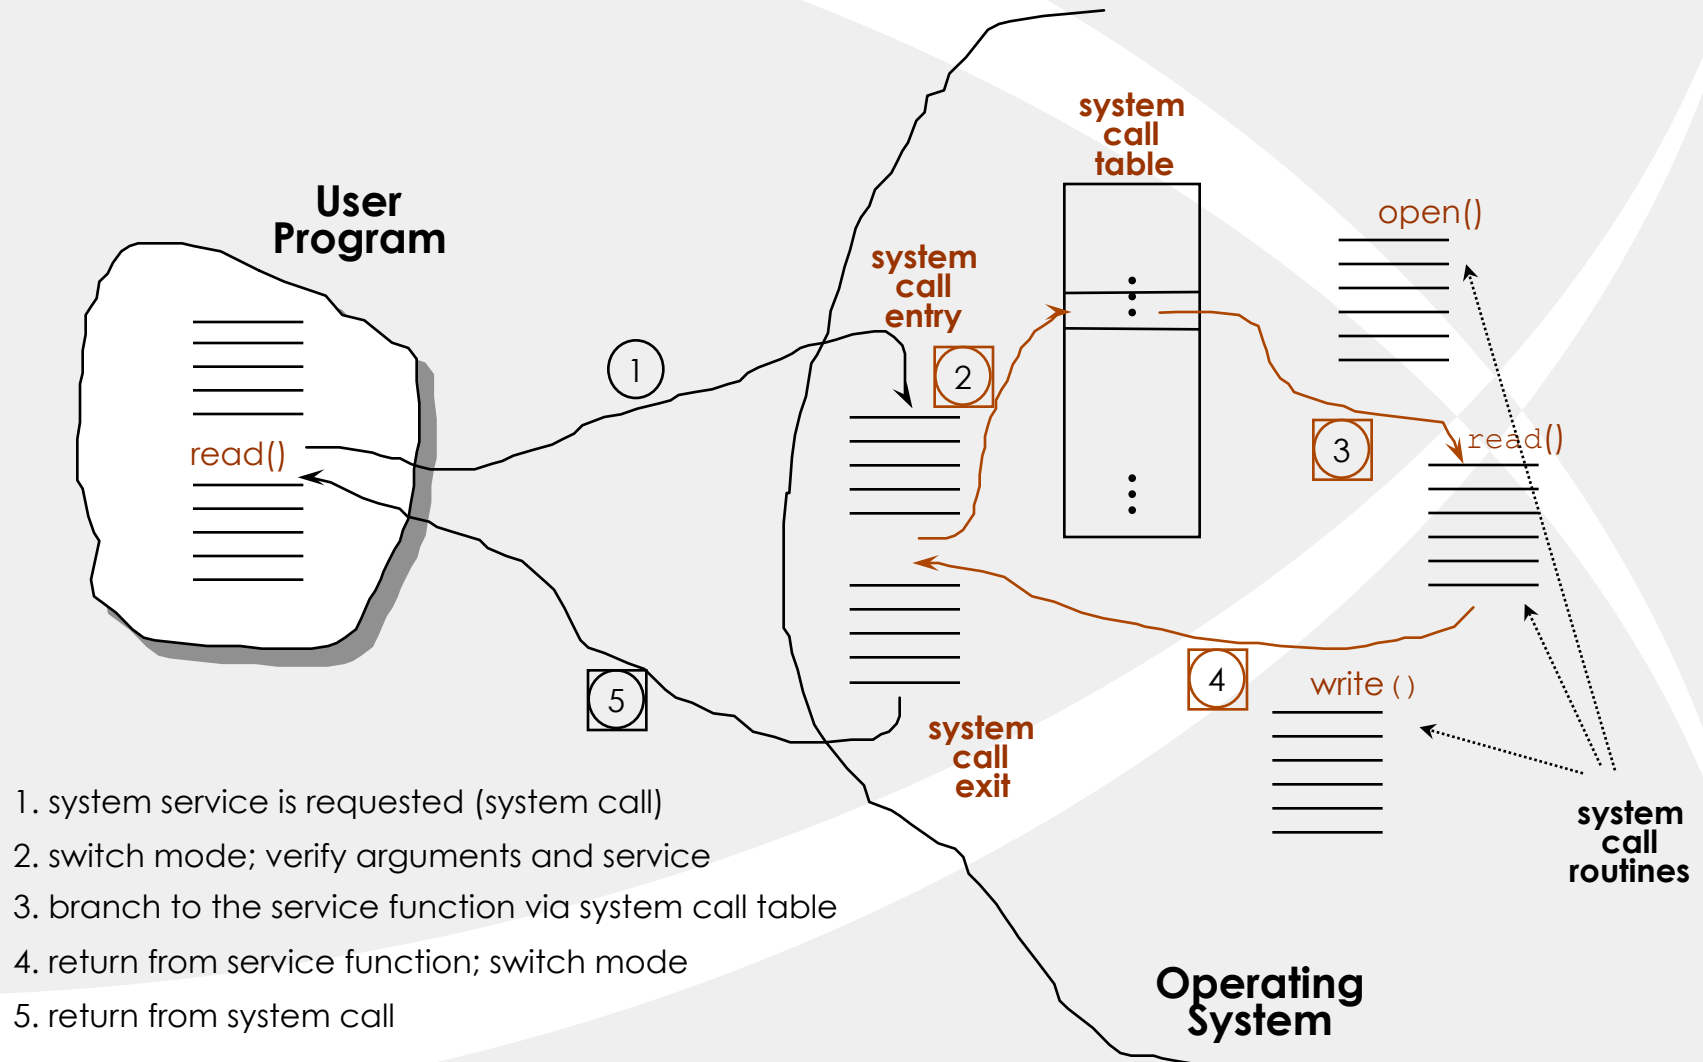 system
call
table
User
Program
open()
system
call
entry
1
2
3
read()
read()
4
write ()
5
system
call
exit
1. system service is requested (system call)
2. switch mode; verify arguments and service
3. branch to the service function via system call table
4. return from service function; switch mode
5. return from system call
system
call
routines
Operating
System